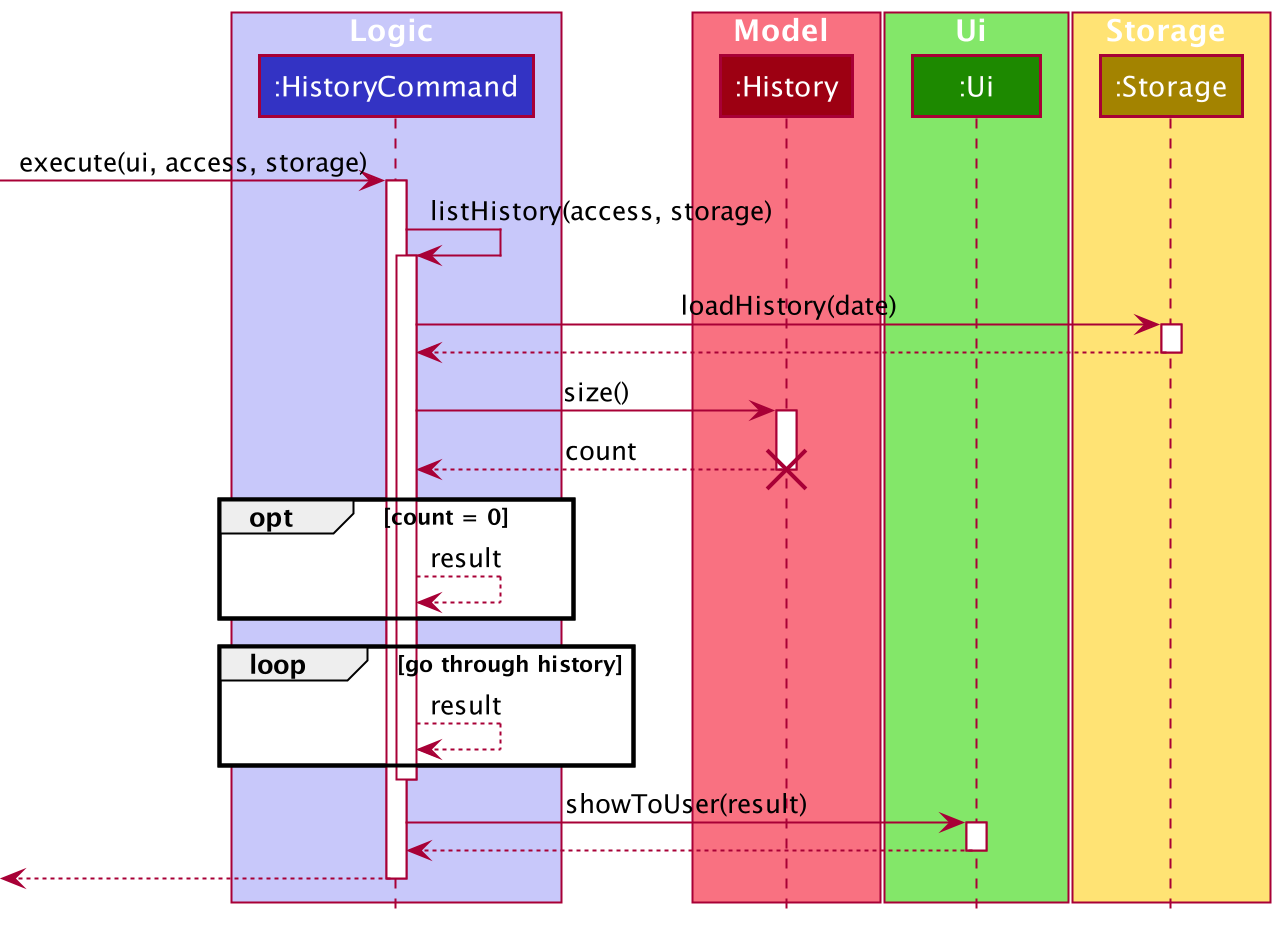 Logic
Model
Ui
Storage
:HistoryCommand
:History
:Ui
:Storage
execute(ui, access, storage)
listHistory(access, storage)
loadHistory(date)
size()
count
opt
[count = 0]
result
loop
[go through history]
result
showToUser(result)